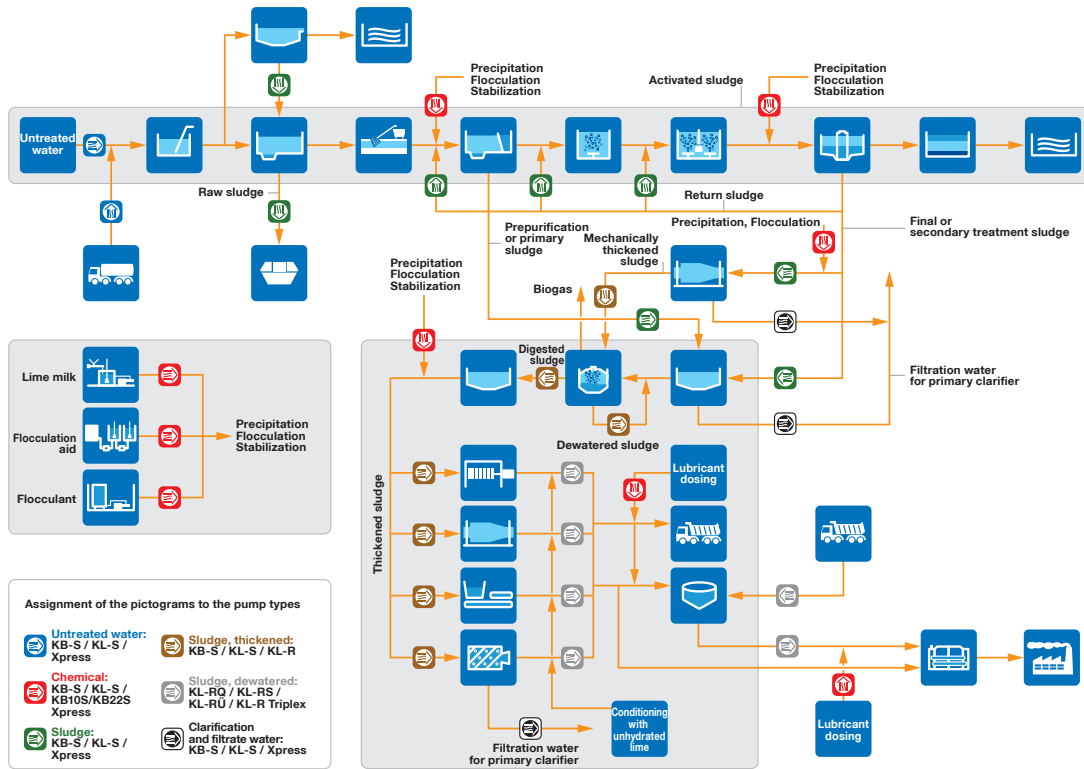 Precipitation
Flocculation
Stabilization
Activated sludge
Precipitation
Flocculation
Stabilization
Untreated
water
Raw sludge
Return sludge
Prepurification
or primary
sludge
Mechanically
thickened
sludge
Precipitation, Flocculation
Final or
secondary treatment sludge
Precipitation
Flocculation
Stabilization
Biogas
Digested
sludge
Filtration water
for primary clarifier
Dewatered sludge
Lime milk
Flocculation
aid
Flocculant
Precipitation
Flocculation
Stabilization
Thickened sludge
Lubricant
dosing
Conditioning
with
unhydrated
lime
Filtration water
for primary clarifier
Lubricant
dosing
Assignment of the pictograms to the pump types
Untreated water:
KB-S / KL-S /
Xpress
Chemical:
KB-S / KL-S /
KB10S/KB22S
Xpress
Sludge:
KB-S / KL-S /
Xpress
Sludge, thickened:
KB-S / KL-S / KL-R
Sludge, dewatered:
KL-RQ / KL-RS /
KL-RÜ / KL-R Triplex
Clarification
and filtrate water:
KB-S / KL-S / Xpress